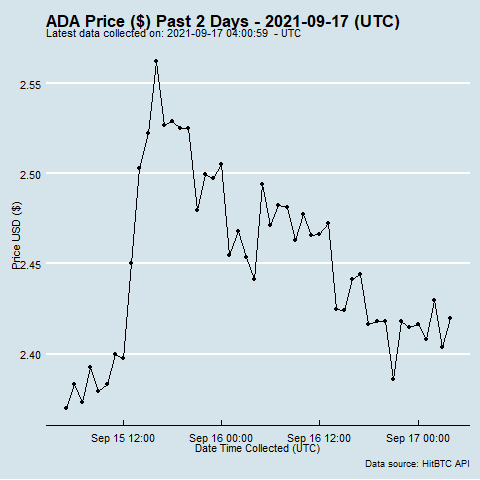 ADA Price ($) Past 2 Days - 2021-09-17 (UTC)
Latest data collected on: 2021-09-17 04:00:59 - UTC
2.55
2.50
2.45
2.40
Price USD ($)
Sep 15 12:00 Sep 16 00:00 Sep 16 12:00 Sep 17 00:00
Date Time Collected (UTC)
Data source: HitBTC API